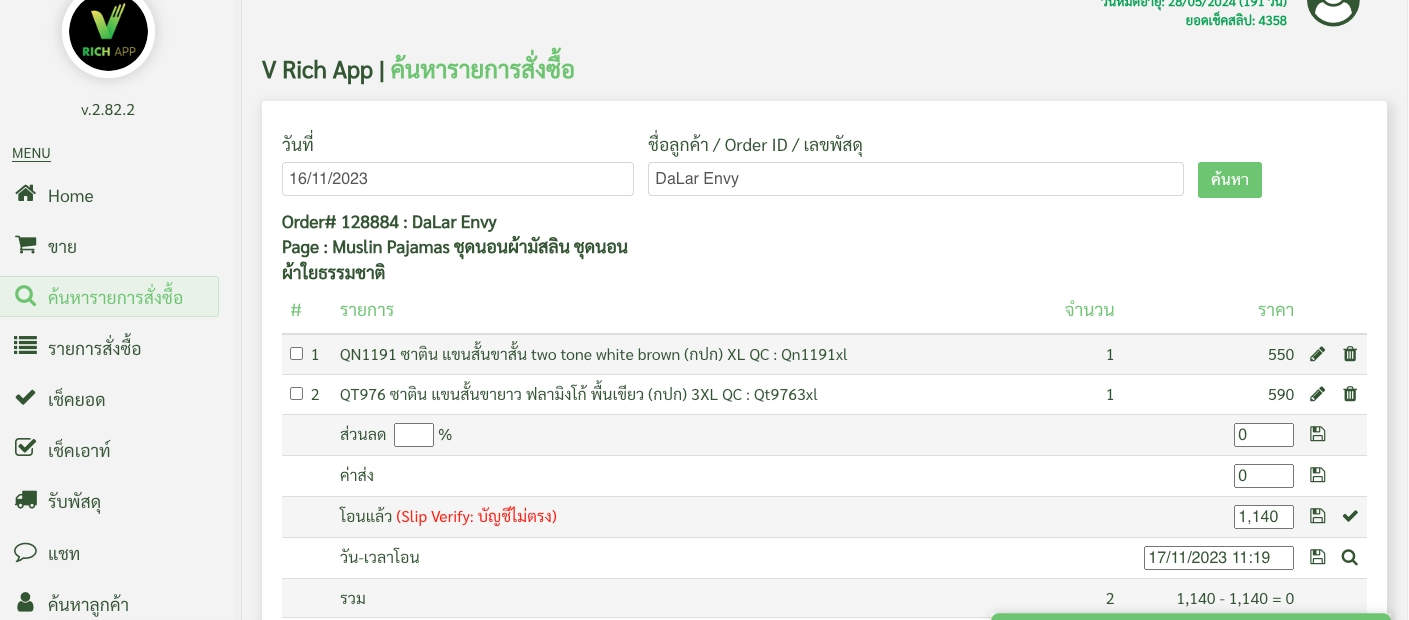 วันหมดอายุ: 28/05/2024 (191 วัน)
ยอดเช็คสลิป: 4358
V
RICH APP
v.2.82.2
MENU
Home
ขาย
ค้นหารายการสั่งซื้อ
รายการสั่งซื้อ
เช็คยอด
เช็คเอาท์
รับพัสดุ
แชท
ค้นหาลูกค้า
V Rich App | ค้นหารายการสั่งซื้อ
วันที่ ชื่อลูกค้า / Order ID / เลขพัสดุ
16/11/2023 DaLar Envy ค้นหา
Order# 128884 : DaLar Envy
Page : Muslin Pajamas ชุดนอนผ้ามัสลิน ชุดนอน
ผ้าใยธรรมชาติ
# รายการ จำนวน ราคา
1 QN1191 ซาติน แขนสั้นขาสั้น two tone white brown (กปก) XL QC : Qn1191xl 1 550
2 QT976 ซาติน แขนสั้นขายาว ฟลามิงโก้ พื้นเขียว (กปก) 3XL QC : Qt9763xl 1 590
ส่วนลด % 0
ค่าส่ง 0
โอนแล้ว (Slip Verify: บัญชีไม่ตรง) 1,140
วัน-เวลาโอน 17/11/2023 11:19
รวม 2 1,140 - 1,140 = 0